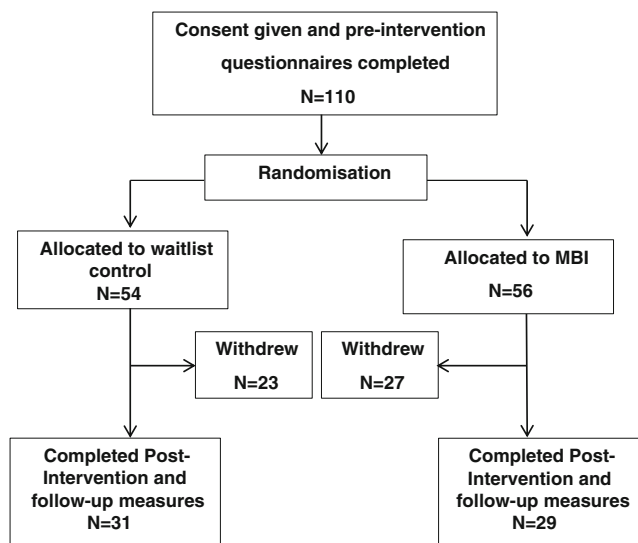 Consent given and pre-intervention
questionnaires completed
N=110
Randomisation
Allocated to waitlist
control
N=54
Allocated to MBI
N=56
Withdrew
N=23
Withdrew
N=27
Completed Post-
Intervention and
follow-up measures
N=31
Completed Post-
Intervention and
follow-up measures
N=29